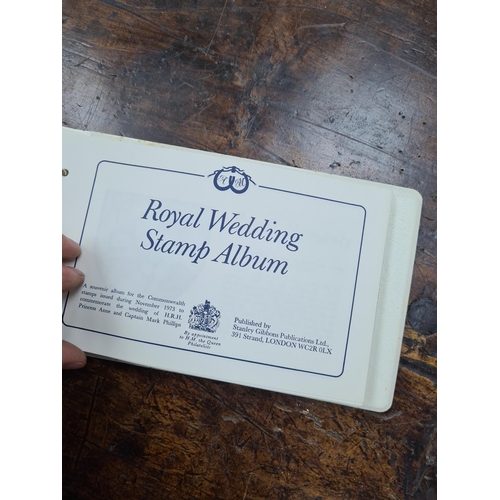 Royal Wedding
Stamp Album
A souvenir album for the Commonwealth
stamps issued during November 1973 to
commemorate the wedding of H.R.H.
Princess Anne and Captain Mark Phillips
By appointment
to H.M. the Queen
Philatelists
Published by
Stanley Gibbons Publications Ltd.,
391 Strand, LONDON WC2R 0LX